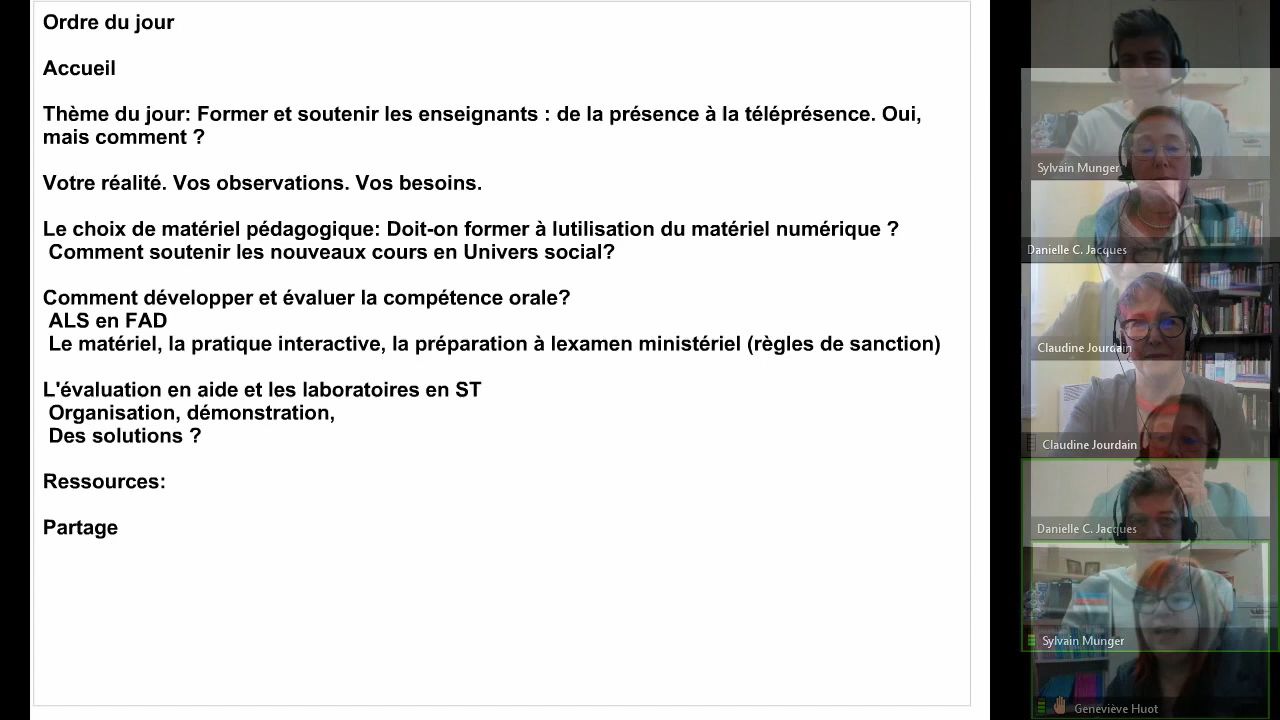 Ordre du jour
Accueil
Thème du jour: Former et soutenir les enseignants : de la présence à la téléprésence. Oui,
mais comment ?
Votre réalité. Vos observations. Vos besoins.
Le choix de matériel pédagogique: Doit-on former à lutilisation du matériel numérique ?
Comment soutenir les nouveaux cours en Univers social?
Comment développer et évaluer la compétence orale?
ALS en FAD
Le matériel, la pratique interactive, la préparation à lexamen ministériel (règles de sanction)
L'évaluation en aide et les laboratoires en ST
Organisation, démonstration,
Des solutions ?
Ressources:
Partage
Sylvain Munger
Danielle C. Jacques
Claudine Jourdain
Claudine Jourdain
Danielle C. Jacques
Sylvain Munger
Geneviève Huot